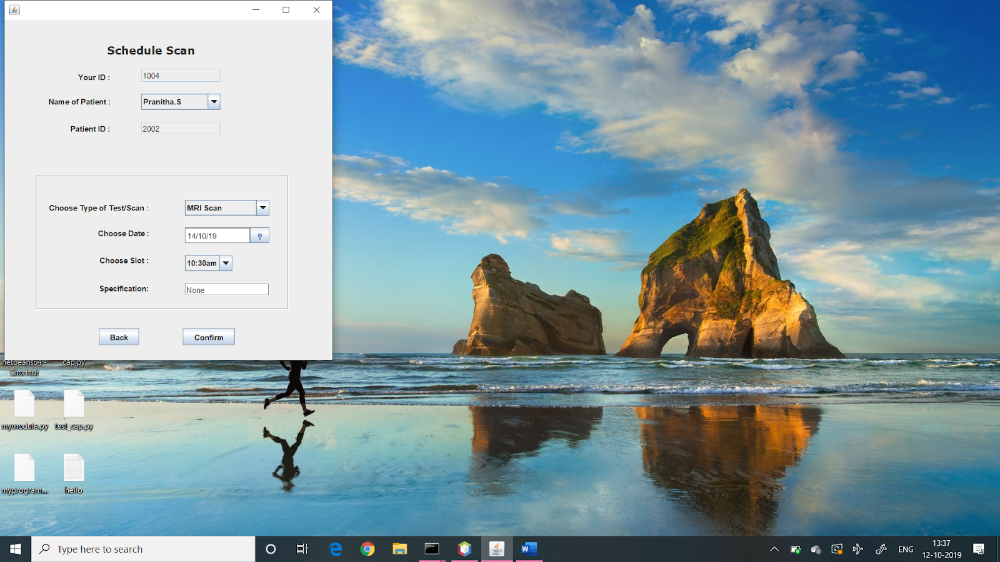 Schedule Scan
Your ID : 1004
Name of Patient : Pranitha.S
Patient ID : 2002
Choose Type of Test/Scan : MRI Scan
Choose Date : 14/10/19
Choose Slot : 10:30am
Specification: None
Back Confirm
netbeans64 - cap.py
Shortcut
mymodule.py test_cap.py
myprogram.... hello
Type here to search
W
ENG
13:37
12-10-2019